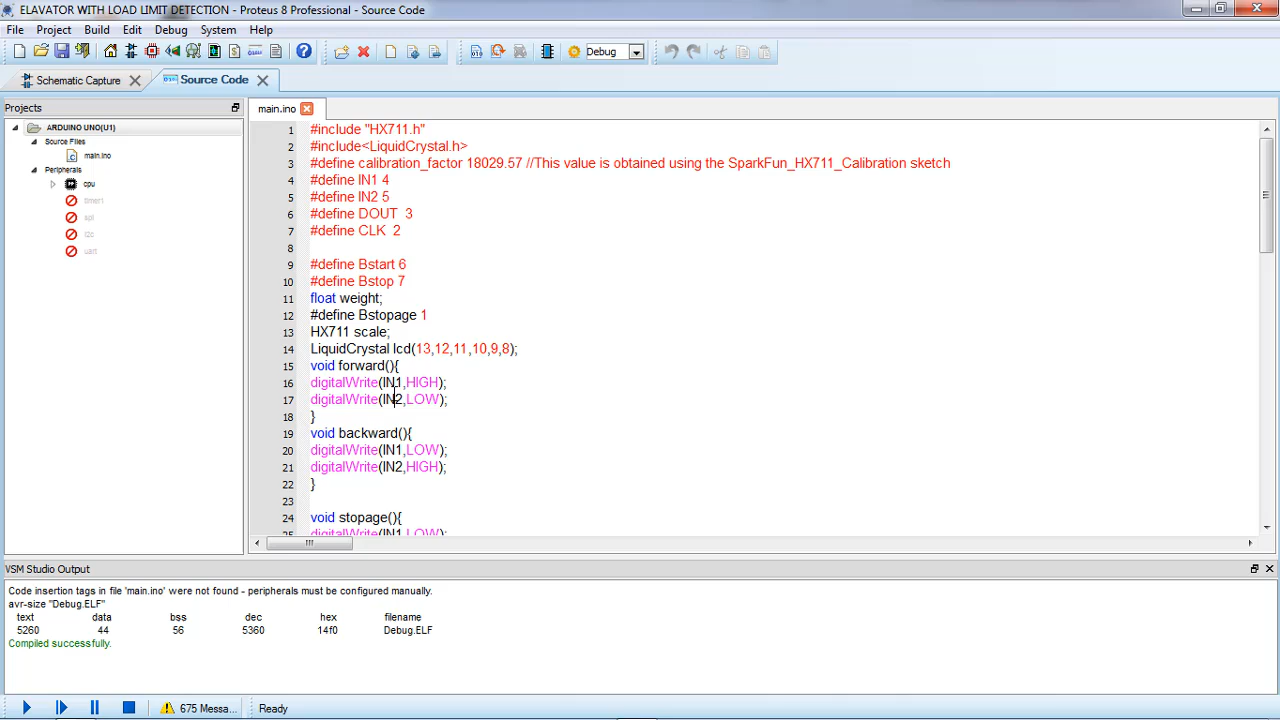 ELAVATOR WITH LOAD LIMIT DETECTION - Proteus 8 Professional - Source Code
File Project Build Edit Debug System Help
Debug
Schematic Capture Source Code
Projects
main.ino
ARDUINO UNO(U1)
Source Files
main.ino
Peripherals
cpu
timer1
spi
i2c
uart
1 #include "HX711.h"
2 #include<LiquidCrystal.h>
3 #define calibration_factor 18029.57 //This value is obtained using the SparkFun_HX711_Calibration sketch
4 #define IN1 4
5 #define IN2 5
6 #define DOUT 3
7 #define CLK 2
8
9 #define Bstart 6
10 #define Bstop 7
11 float weight;
12 #define Bstopage 1
13 HX711 scale;
14 LiquidCrystal lcd(13,12,11,10,9,8);
15 void forward(){
16 digitalWrite(IN1,HIGH);
17 digitalWrite(IN2,LOW);
18 }
19 void backward(){
20 digitalWrite(IN1,LOW);
21 digitalWrite(IN2,HIGH);
22 }
23
24 void stopage(){
25 digitalWrite(IN1,LOW);
VSM Studio Output
Code insertion tags in file 'main.ino' were not found - peripherals must be configured manually.
avr-size "Debug.ELF"
text data bss dec hex filename
5260 44 56 5360 14f0 Debug.ELF
Compiled successfully.
675 Messa... Ready